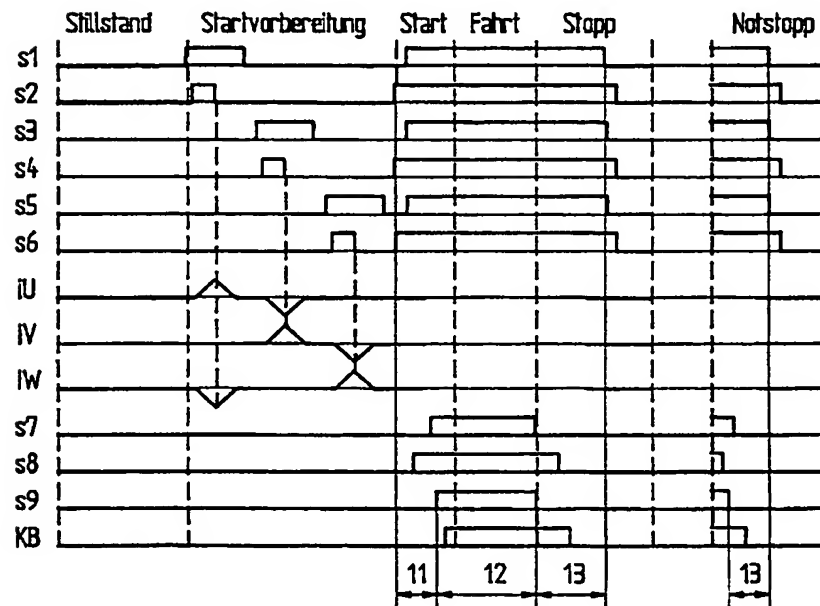 Stillstand Startvorbereitung Start Fahrt Stopp Notstopp
s1
s2
s3
s4
s5
s6
iU
iV
iW
s7
s8
s9
KB
11 12 13 13